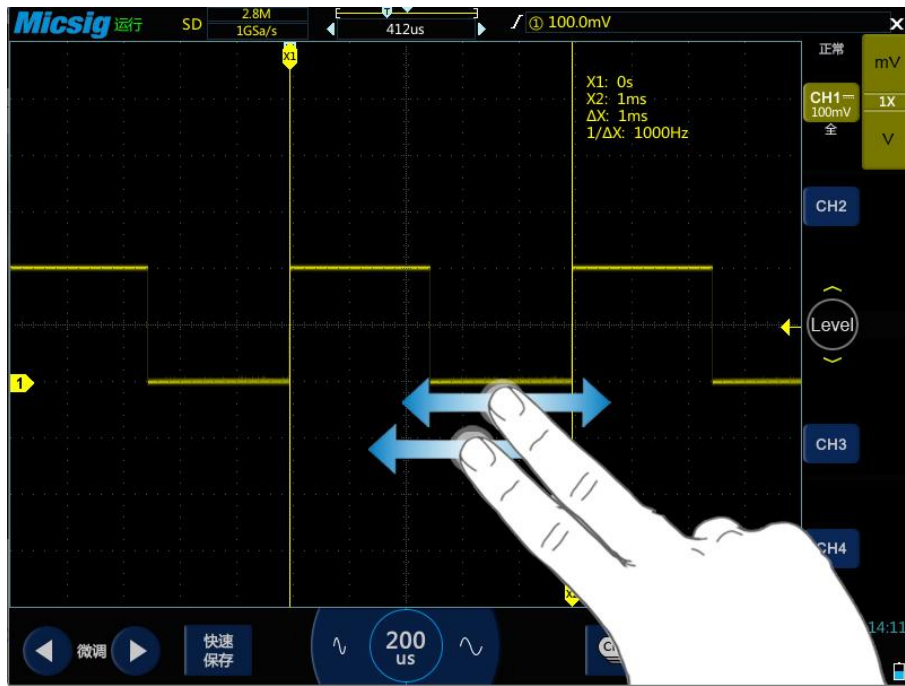 Micsig 运行
SD
2.8M
1GSa/s
T
412us
① 100.0mV
X
X1
X1: 0s
X2: 1ms
ΔX: 1ms
1/ΔX: 1000Hz
正常
CH1
100mV
全
mV
1X
V
CH2
Level
1
CH3
CH4
微调
快速
保存
200
us
14:11